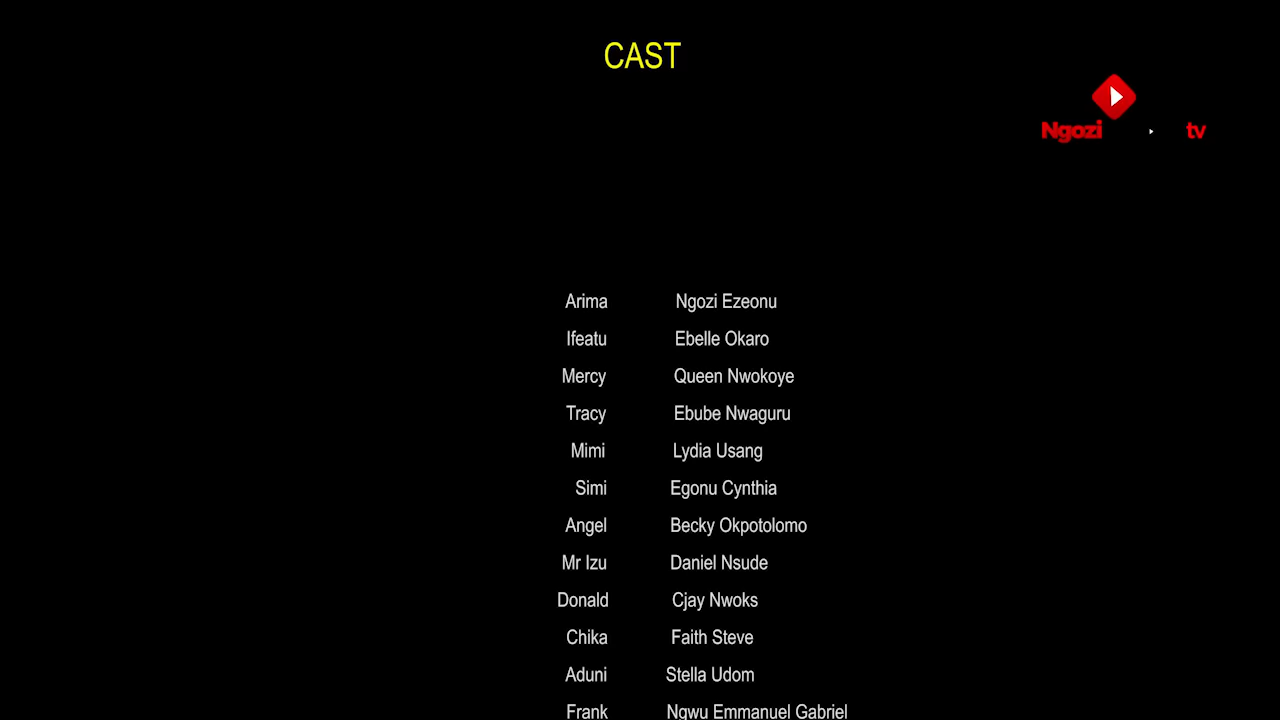 CAST
Ngozi tv
Arima Ngozi Ezeonu
Ifeatu Ebelle Okaro
Mercy Queen Nwokoye
Tracy Ebube Nwaguru
Mimi Lydia Usang
Simi Egonu Cynthia
Angel Becky Okpotolomo
Mr Izu Daniel Nsude
Donald Cjay Nwoks
Chika Faith Steve
Aduni Stella Udom
Frank Ngwu Emmanuel Gabriel